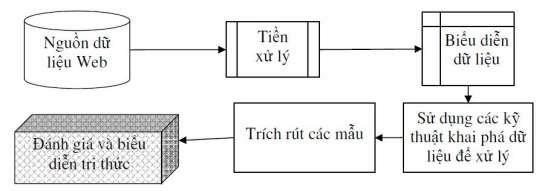 Nguồn dữ
liệu Web
Tiền
xử lý
Biểu diễn
dữ liệu
Sử dụng các kỹ
thuật khai phá dữ
liệu để xử lý
Trích rút các mẫu
Đánh giá và biểu
diễn tri thức